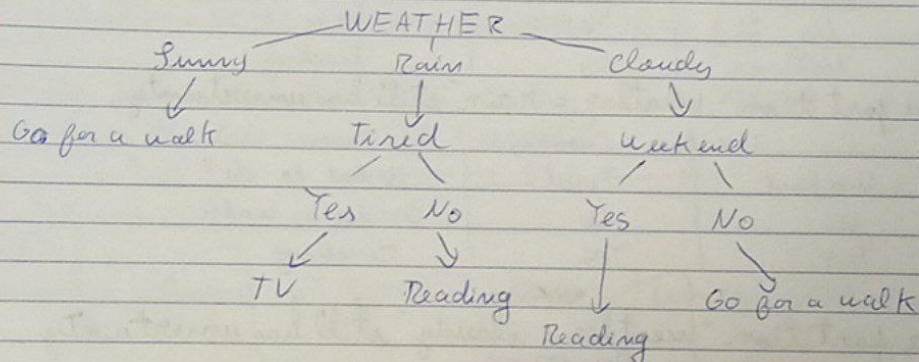 WEATHER
Sunny Rain Cloudy
Go for a walk Tired Weekend
Yes No Yes No
TV Reading Go for a walk
Reading